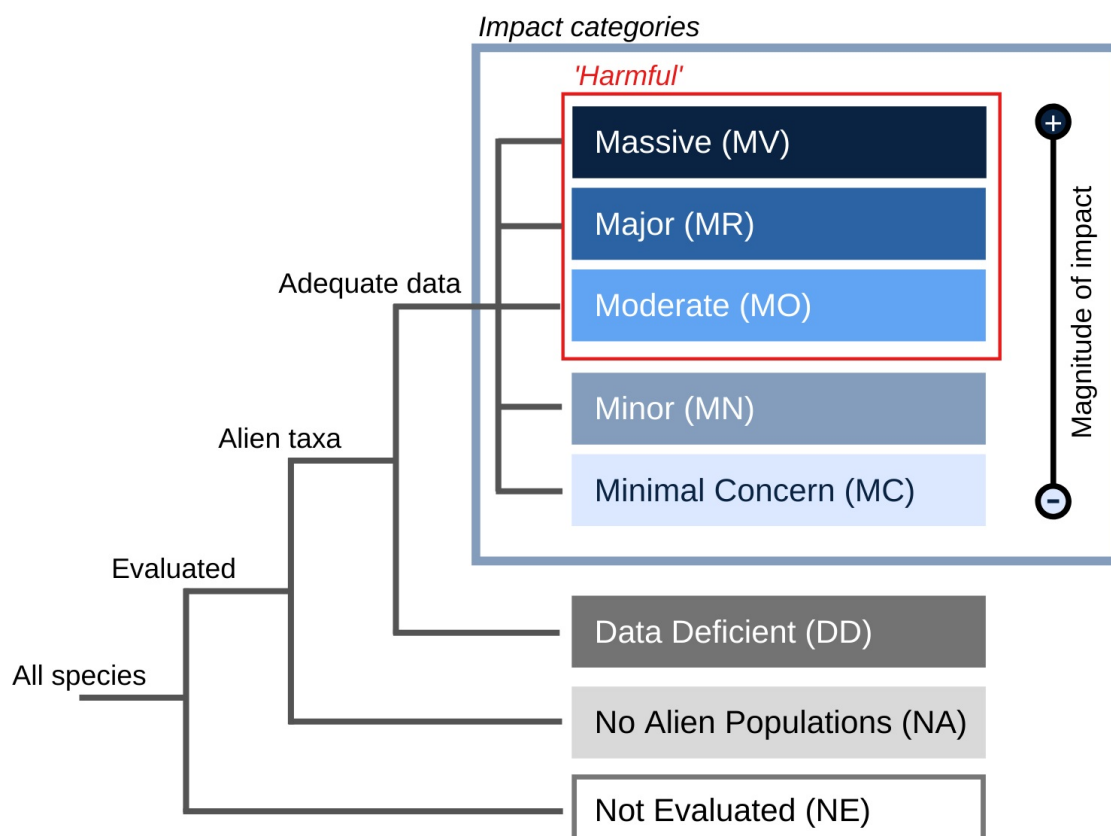 Impact categories
'Harmful'
Massive (MV)
+
Major (MR)
Adequate data
Moderate (MO)
Magnitude of impact
Minor (MN)
Alien taxa
Minimal Concern (MC)
-
Evaluated
Data Deficient (DD)
All species
No Alien Populations (NA)
Not Evaluated (NE)